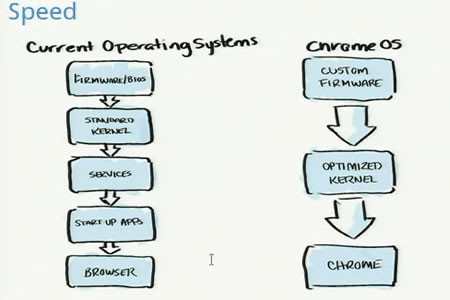 Speed
Current Operating Systems
FIRMWARE/BIOS
STANDARD
KERNEL
SERVICES
START UP APPS
BROWSER
Chrome OS
CUSTOM
FIRMWARE
OPTIMIZED
KERNEL
CHROME